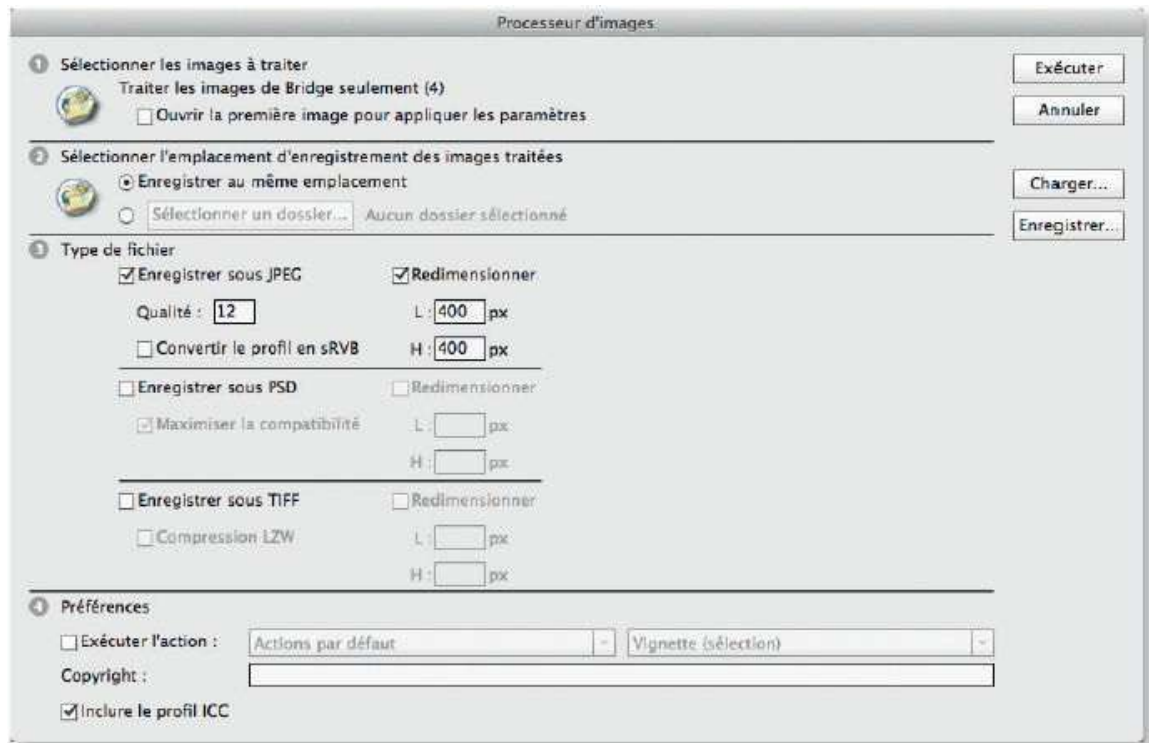 Processeur d'images
1 Sélectionner les images à traiter
Traiter les images de Bridge seulement (4)
Ouvrir la première image pour appliquer les paramètres
Exécuter
Annuler
2 Sélectionner l'emplacement d'enregistrement des images traitées
Enregistrer au même emplacement
Sélectionner un dossier... Aucun dossier sélectionné
Charger...
Enregistrer...
3 Type de fichier
Enregistrer sous JPEG Redimensionner
Qualité : 12 L : 400 px
Convertir le profil en sRVB H : 400 px
Enregistrer sous PSD Redimensionner
Maximiser la compatibilité L : px
H : px
Enregistrer sous TIFF Redimensionner
Compression LZW L : px
H : px
4 Préférences
Exécuter l'action : Actions par défaut Vignette (sélection)
Copyright :
Inclure le profil ICC